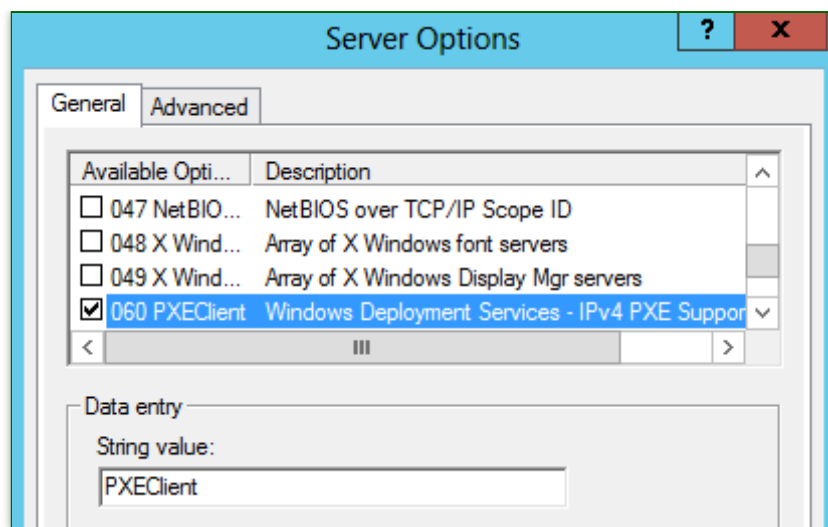 Server Options
?
x
General
Advanced
Available Opti... Description
047 NetBIO... NetBIOS over TCP/IP Scope ID
048 X Wind... Array of X Windows font servers
049 X Wind... Array of X Windows Display Mgr servers
060 PXEClient Windows Deployment Services - IPv4 PXE Suppor
Data entry
String value:
PXEClient